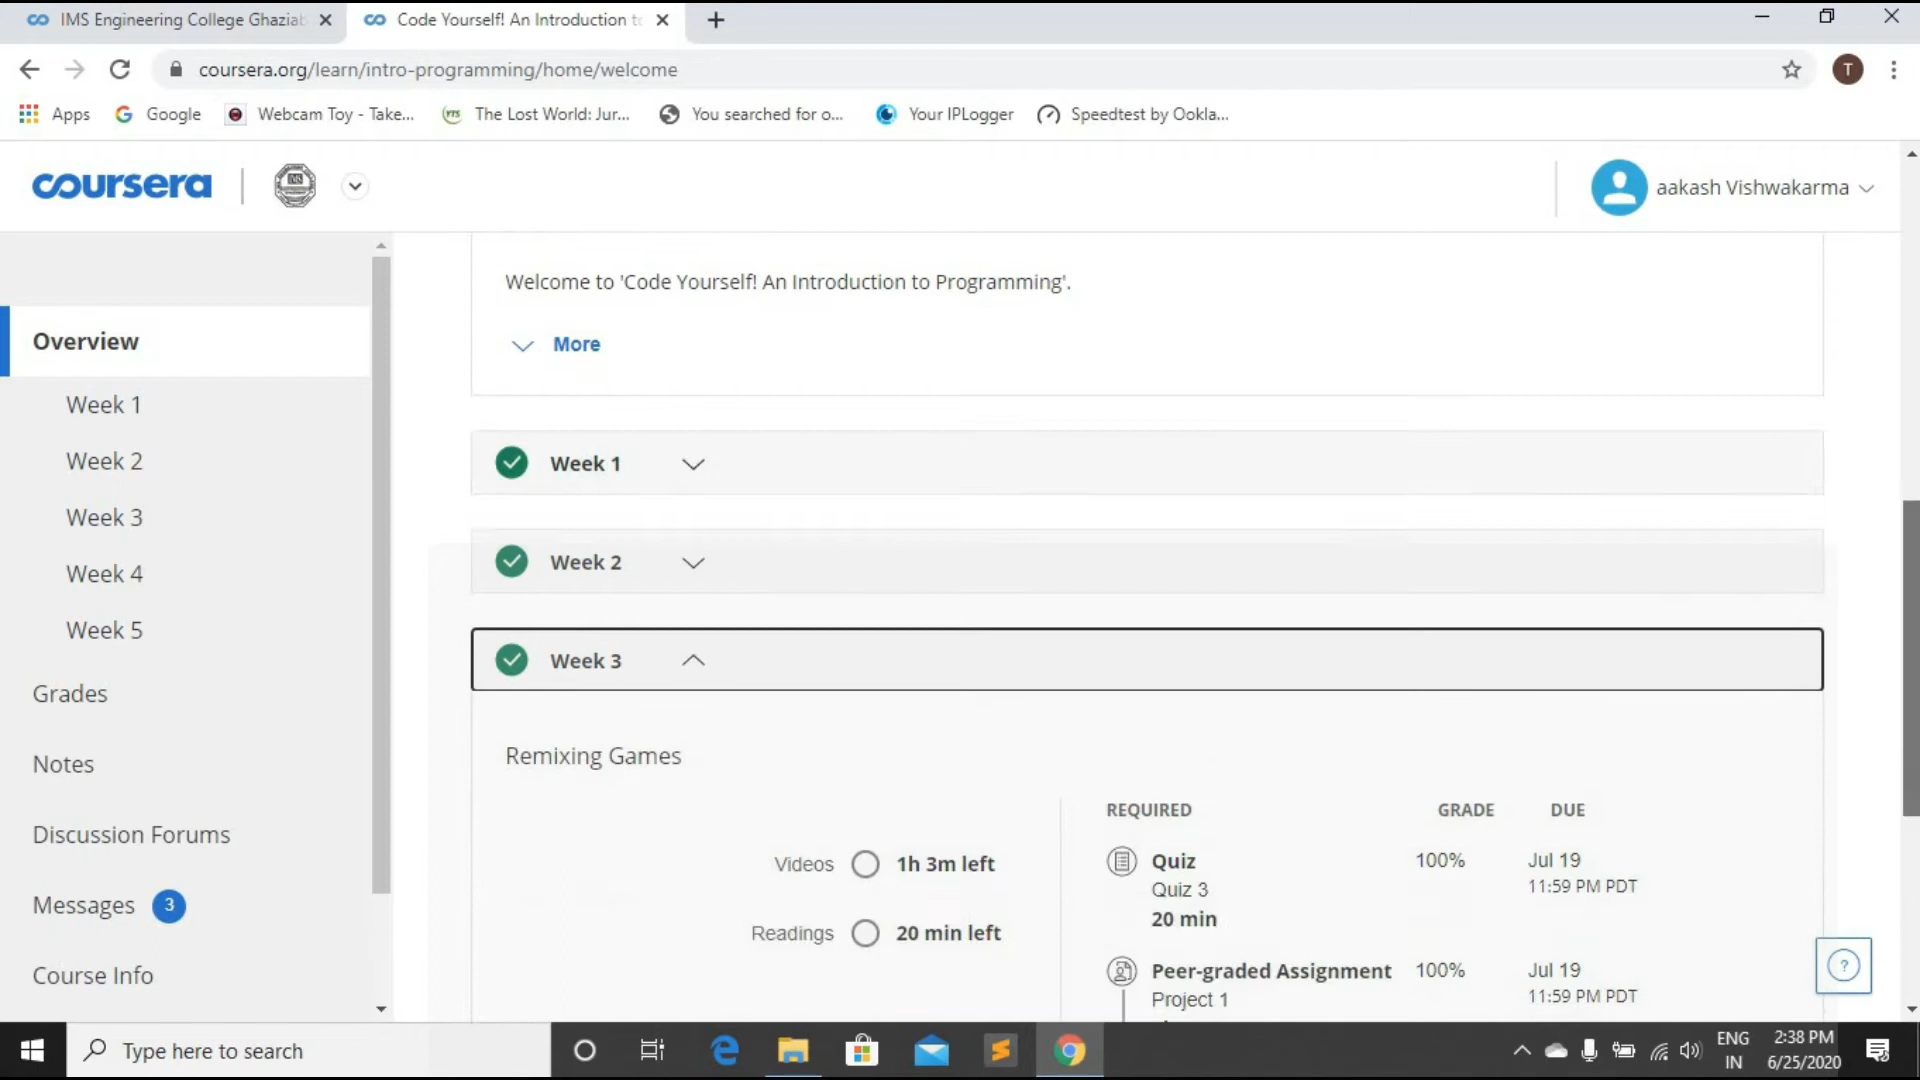 IMS Engineering College Ghaziab
Code Yourself! An Introduction to
coursera.org/learn/intro-programming/home/welcome
T
Apps
Google
Webcam Toy - Take...
The Lost World: Jur...
You searched for o...
Your IPLogger
Speedtest by Ookla...
coursera
IMS
aakash Vishwakarma
Overview
Week 1
Week 2
Week 3
Week 4
Week 5
Grades
Notes
Discussion Forums
Messages 3
Course Info
Welcome to 'Code Yourself! An Introduction to Programming'.
More
Week 1
Week 2
Week 3
Remixing Games
Videos 1h 3m left
Readings 20 min left
REQUIRED GRADE DUE
Quiz 100% Jul 19
Quiz 3 11:59 PM PDT
20 min
Peer-graded Assignment 100% Jul 19
Project 1 11:59 PM PDT
?
Type here to search
ENG
IN
2:38 PM
6/25/2020